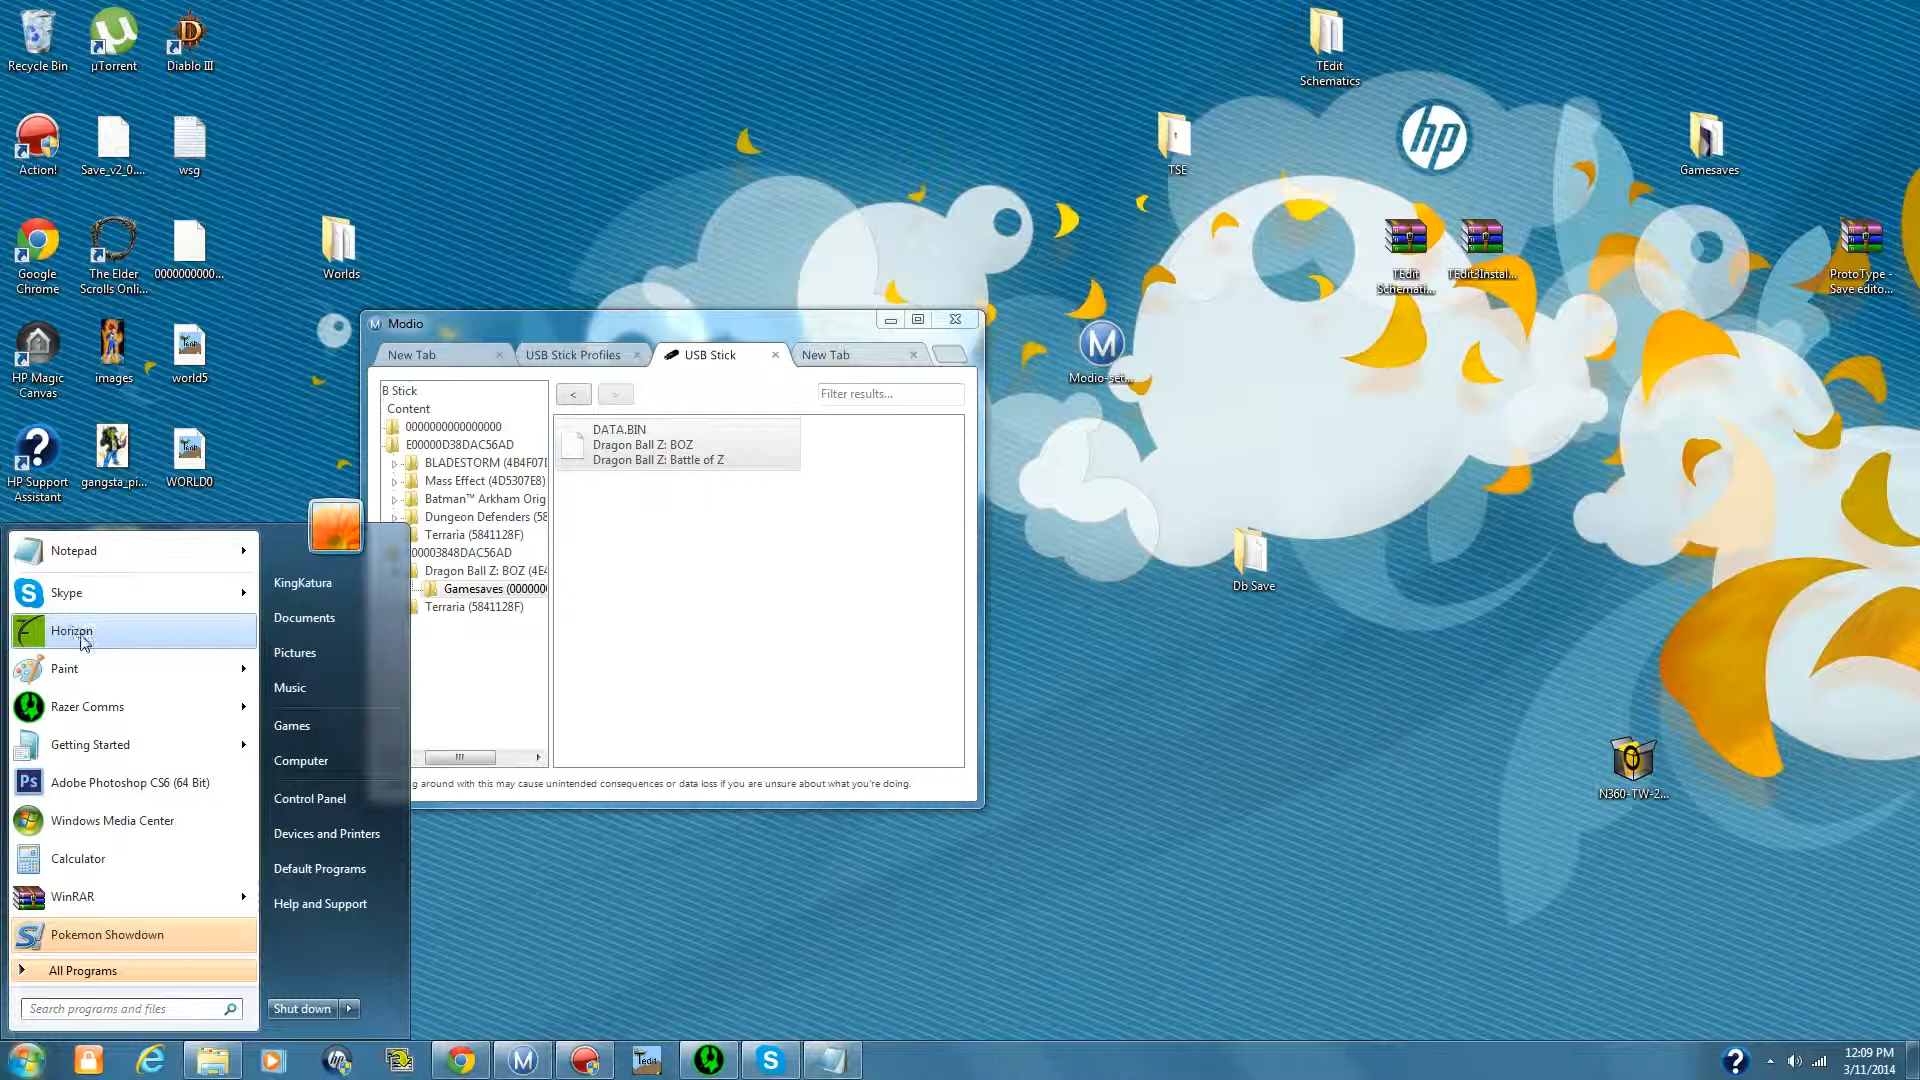 Recycle Bin
µTorrent
Diablo III
Action!
Save_v2_0....
wsg
Google
Chrome
The Elder
Scrolls Onli...
0000000000...
HP Magic
Canvas
images
world5
HP Support
Assistant
gangsta_pi...
WORLD0
Worlds
TEdit
Schematics
TSE
hp
Gamesaves
TEdit
Schemati...
TEdit3Instal...
ProtoType -
Save edito...
Modio-set...
Db Save
N360-TW-2...
M Modio
New Tab
USB Stick Profiles
USB Stick
New Tab
B Stick
Content
0000000000000000
E00000D38DAC56AD
BLADESTORM (4B4F07D
Mass Effect (4D5307E8)
Batman™ Arkham Orig
Dungeon Defenders (58
Terraria (5841128F)
00003848DAC56AD
Dragon Ball Z: BOZ (4E4
Gamesaves (0000000
Terraria (5841128F)
<
>
Filter results...
DATA.BIN
Dragon Ball Z: BOZ
Dragon Ball Z: Battle of Z
g around with this may cause unintended consequences or data loss if you are unsure about what you're doing.
Notepad
Skype
Horizon
Paint
Razer Comms
Getting Started
Ps Adobe Photoshop CS6 (64 Bit)
Windows Media Center
Calculator
WinRAR
Pokemon Showdown
All Programs
Search programs and files
KingKatura
Documents
Pictures
Music
Games
Computer
Control Panel
Devices and Printers
Default Programs
Help and Support
Shut down
12:09 PM
3/11/2014